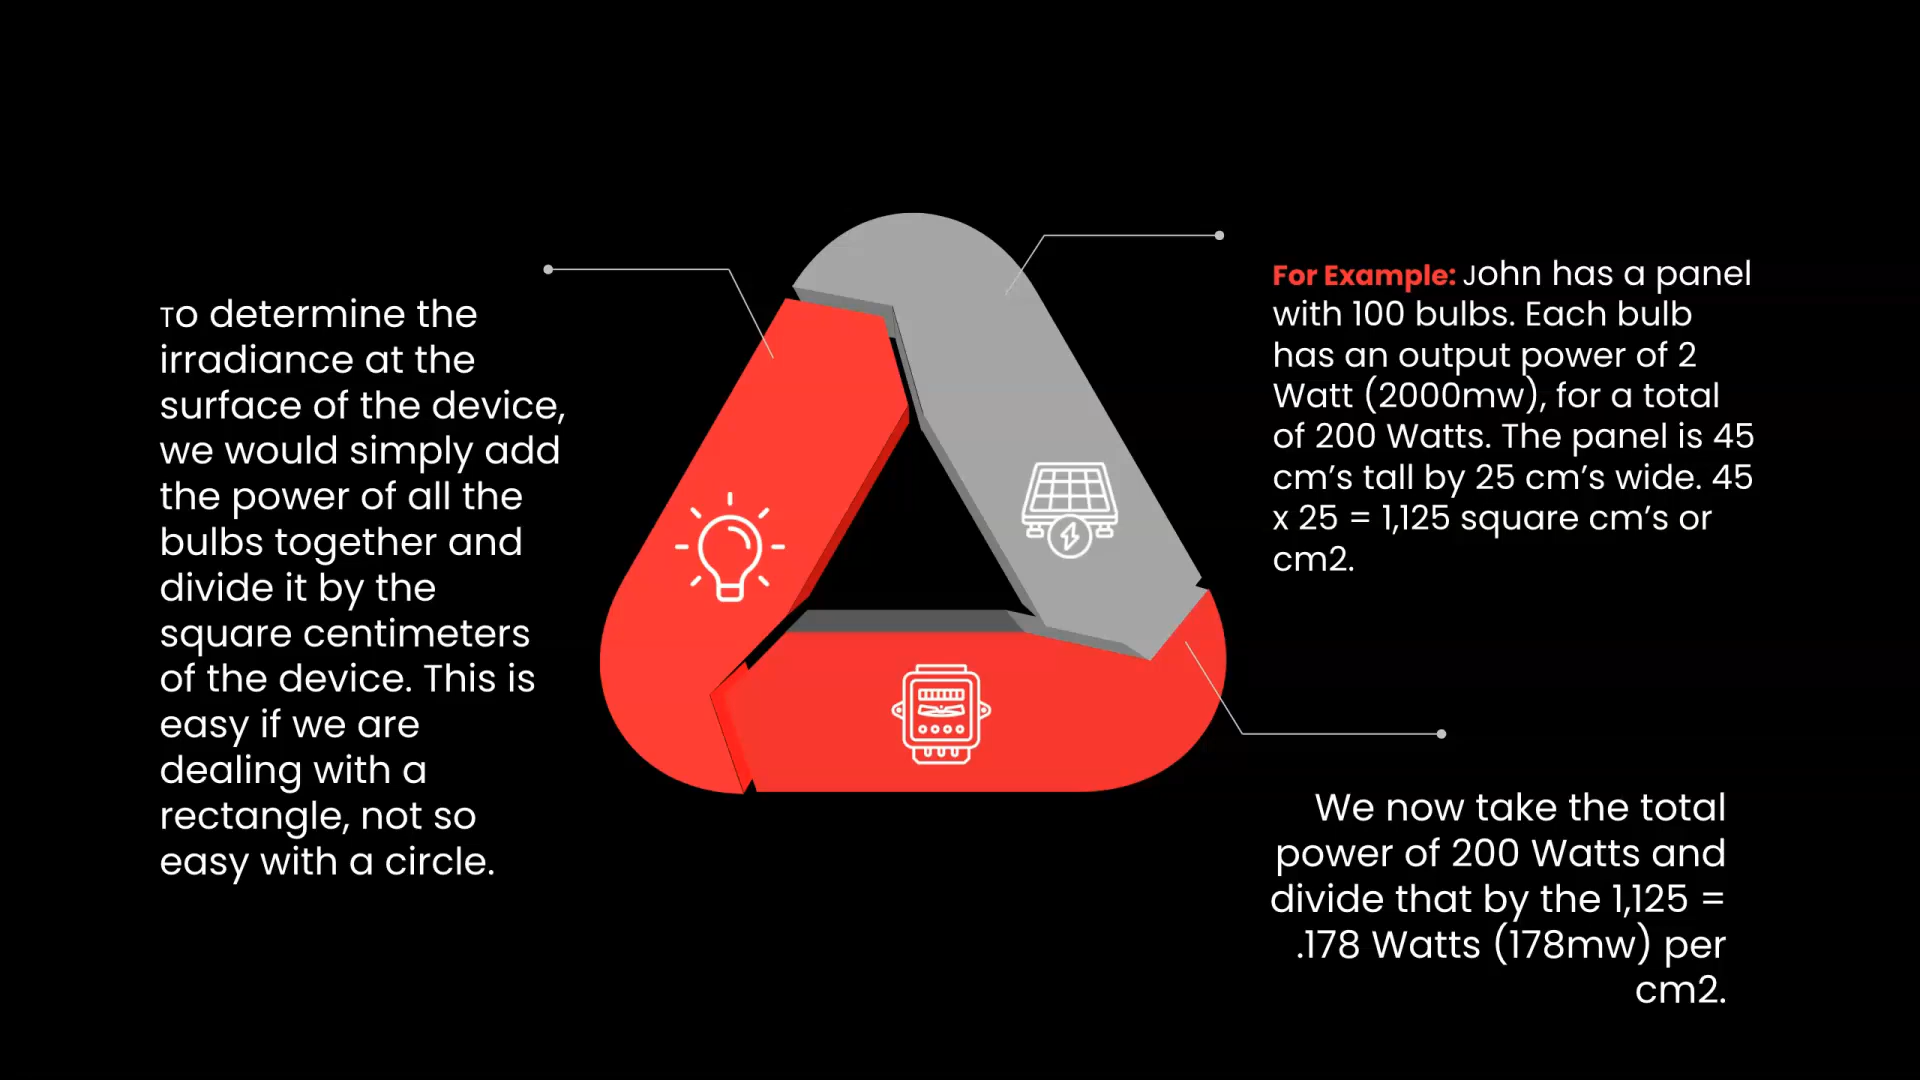 To determine the
irradiance at the
surface of the device,
we would simply add
the power of all the
bulbs together and
divide it by the
square centimeters
of the device. This is
easy if we are
dealing with a
rectangle, not so
easy with a circle.
For Example: John has a panel
with 100 bulbs. Each bulb
has an output power of 2
Watt (2000mw), for a total
of 200 Watts. The panel is 45
cm’s tall by 25 cm’s wide. 45
x 25 = 1,125 square cm’s or
cm2.
We now take the total
power of 200 Watts and
divide that by the 1,125 =
.178 Watts (178mw) per
cm2.